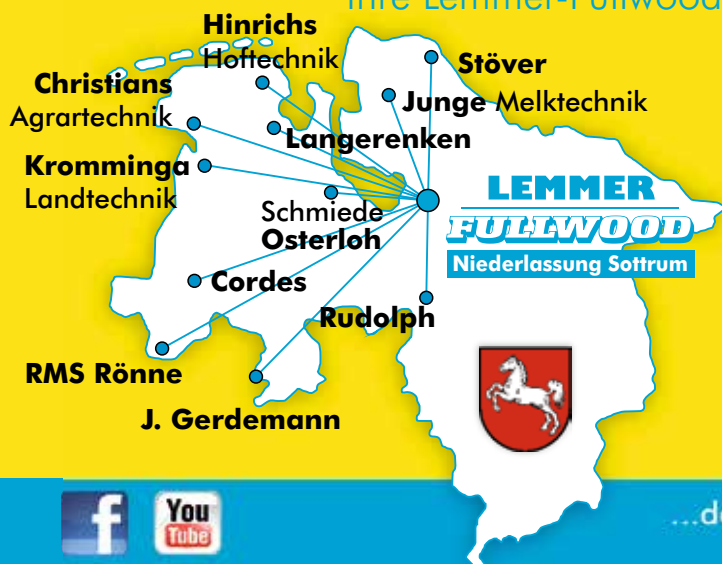 Ihre Lemmer-Fullwood
Hinrichs
Hoftechnik
Stöver
Christians
Agrartechnik
Junge Melktechnik
Langerenken
Kromminga
Landtechnik
LEMMER
FULLWOOD
Niederlassung Sottrum
Schmiede
Osterloh
Cordes
Rudolph
RMS Rönne
J. Gerdemann
f
You
Tube
...d